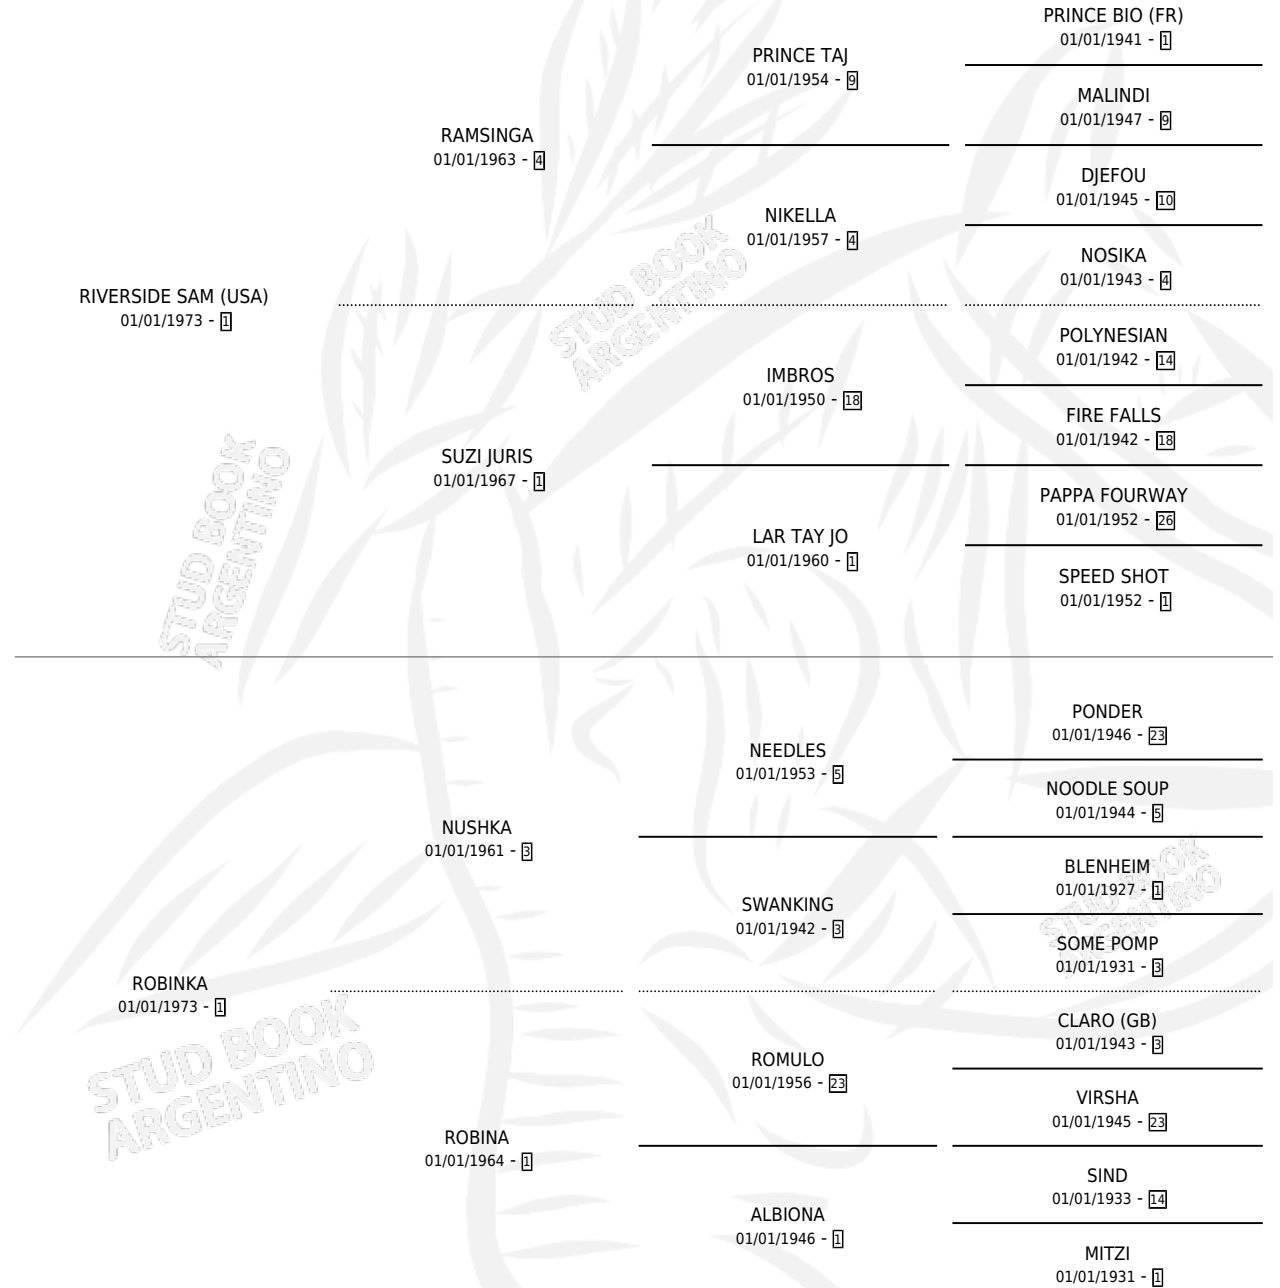 PRINCE BIO (FR)
01/01/1941 - 1
PRINCE TAJ
01/01/1954 - 9
MALINDI
01/01/1947 - 9
RAMSINGA
01/01/1963 - 4
DJEFOU
01/01/1945 - 10
NIKELLA
01/01/1957 - 4
NOSIKA
01/01/1943 - 4
RIVERSIDE SAM (USA)
01/01/1973 - 1
POLYNESIAN
01/01/1942 - 14
IMBROS
01/01/1950 - 18
FIRE FALLS
01/01/1942 - 18
SUZI JURIS
01/01/1967 - 1
PAPPA FOURWAY
01/01/1952 - 26
LAR TAY JO
01/01/1960 - 1
SPEED SHOT
01/01/1952 - 1
STUD BOOK
ARGENTINO
STUD BOOK
ARGENTINO
PONDER
01/01/1946 - 23
NEEDLES
01/01/1953 - 5
NOODLE SOUP
01/01/1944 - 5
NUSHKA
01/01/1961 - 3
BLENHEIM
01/01/1927 - 1
SWANKING
01/01/1942 - 3
SOME POMP
01/01/1931 - 3
ROBINKA
01/01/1973 - 1
CLARO (GB)
01/01/1943 - 3
ROMULO
01/01/1956 - 23
VIRSHA
01/01/1945 - 23
ROBINA
01/01/1964 - 1
SIND
01/01/1933 - 14
ALBIONA
01/01/1946 - 1
MITZI
01/01/1931 - 1
STUD BOOK
ARGENTINO
STUD BOOK
ARGENTINO